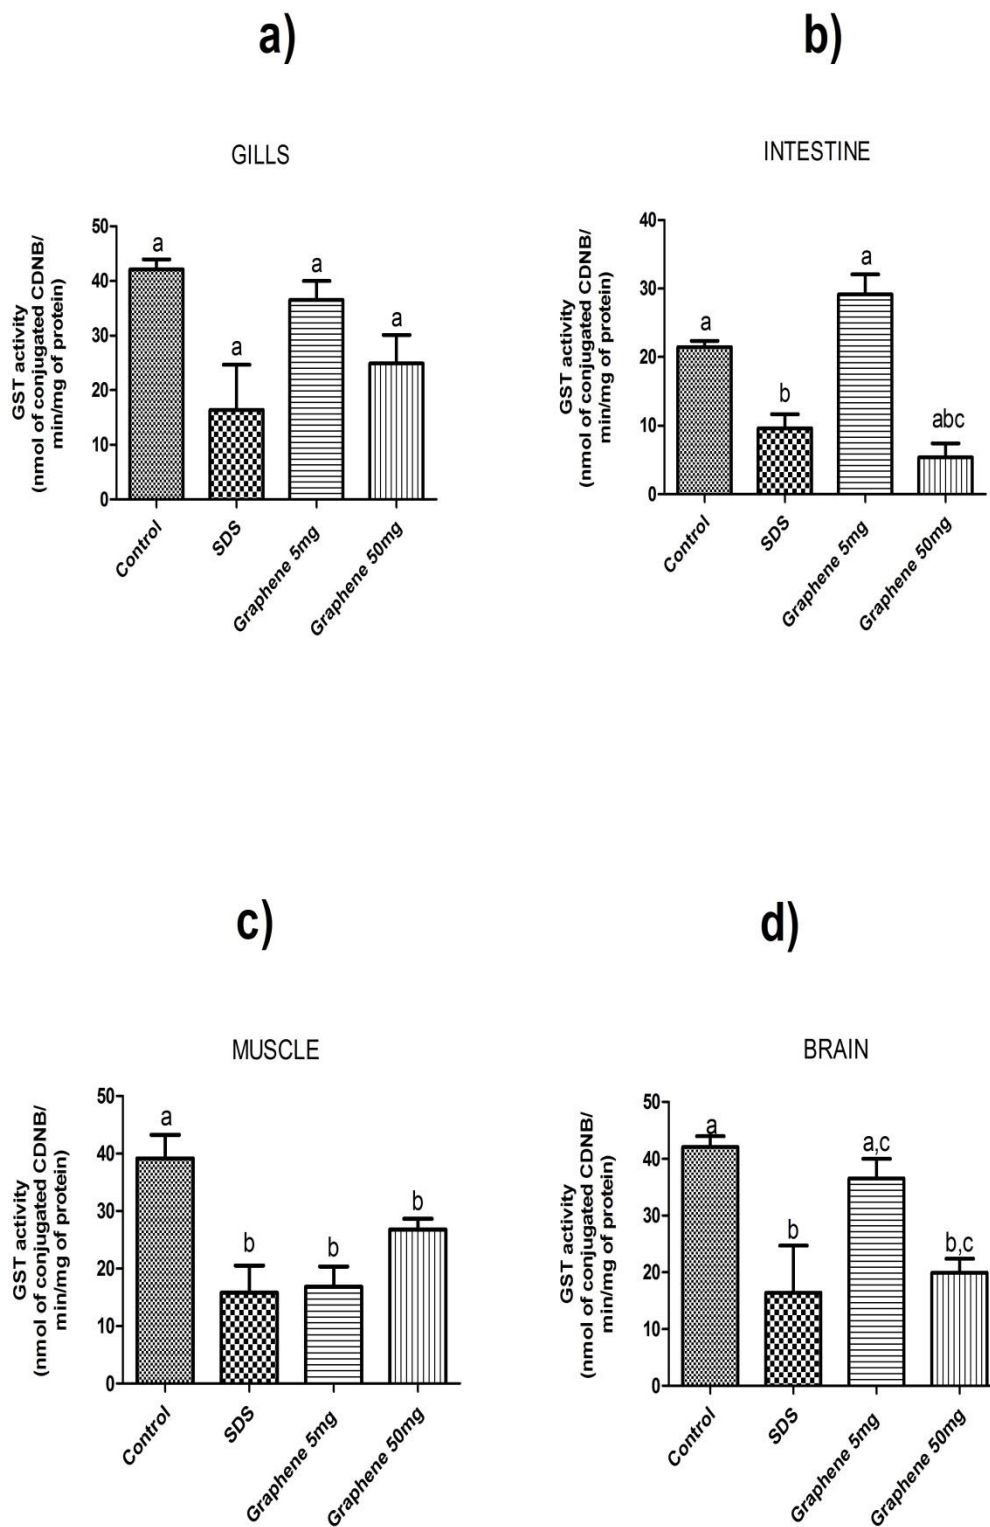 a)
GILLS
GST activity
(nmol of conjugated CDNB/
min/mg of protein)
50
40
30
20
10
0
a
a
a
a
Control
SDS
Graphene 5mg
Graphene 50mg
b)
INTESTINE
GST activity
(nmol of conjugated CDNB/
min/mg of protein)
40
30
20
10
0
a
b
a
abc
Control
SDS
Graphene 5mg
Graphene 50mg
c)
MUSCLE
GST activity
(nmol of conjugated CDNB/
min/mg of protein)
50
40
30
20
10
0
a
b
b
b
Control
SDS
Graphene 5mg
Graphene 50mg
d)
BRAIN
GST activity
(nmol of conjugated CDNB/
min/mg of protein)
50
40
30
20
10
0
a
b
a,c
b,c
Control
SDS
Graphene 5mg
Graphene 50mg